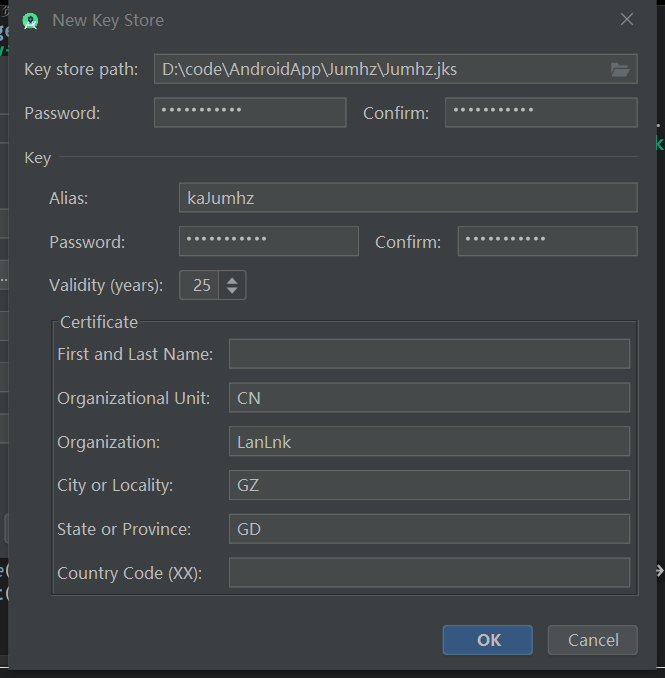 New Key Store
Key store path: D:\code\AndroidApp\Jumhz\Jumhz.jks
Password: ••••••••••• Confirm: •••••••••••
Key
Alias: kaJumhz
Password: ••••••••••• Confirm: •••••••••••
Validity (years): 25
Certificate
First and Last Name:
Organizational Unit: CN
Organization: LanLnk
City or Locality: GZ
State or Province: GD
Country Code (XX):
OK Cancel